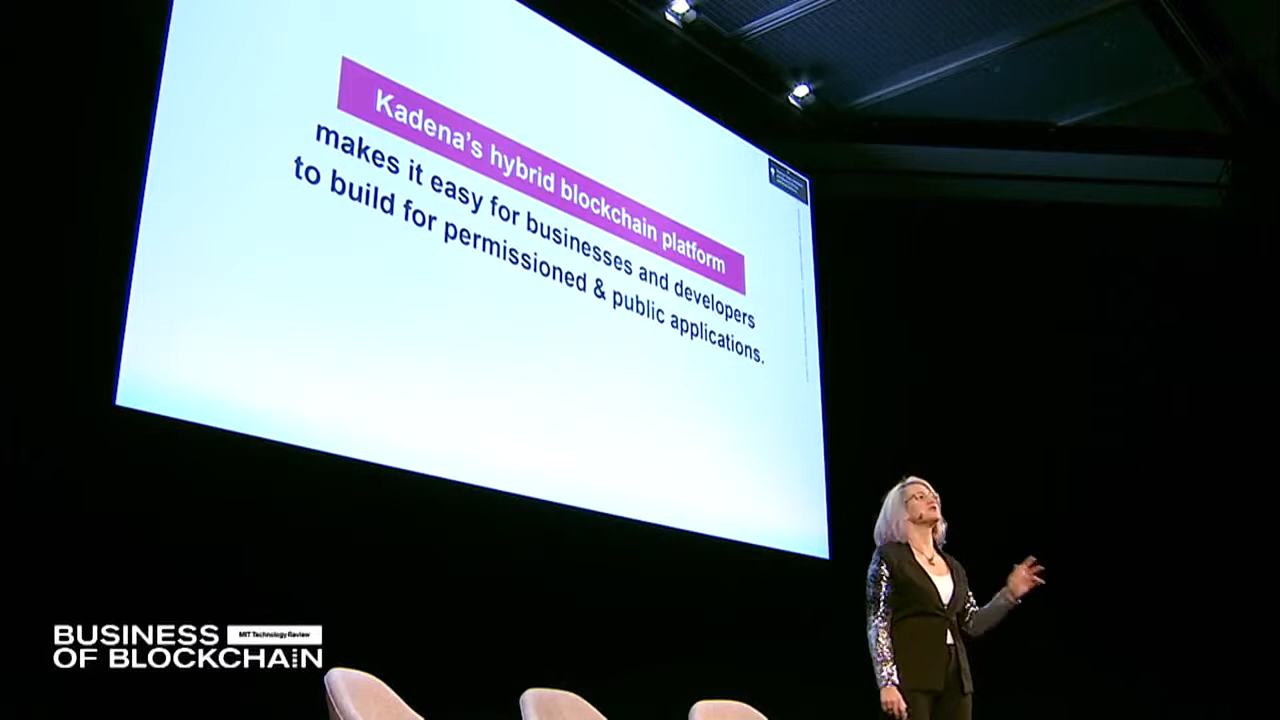 Kadena's hybrid blockchain platform
makes it easy for businesses and developers
to build for permissioned & public applications.
BUSINESS MIT Technology Review
OF BLOCKCHAIN